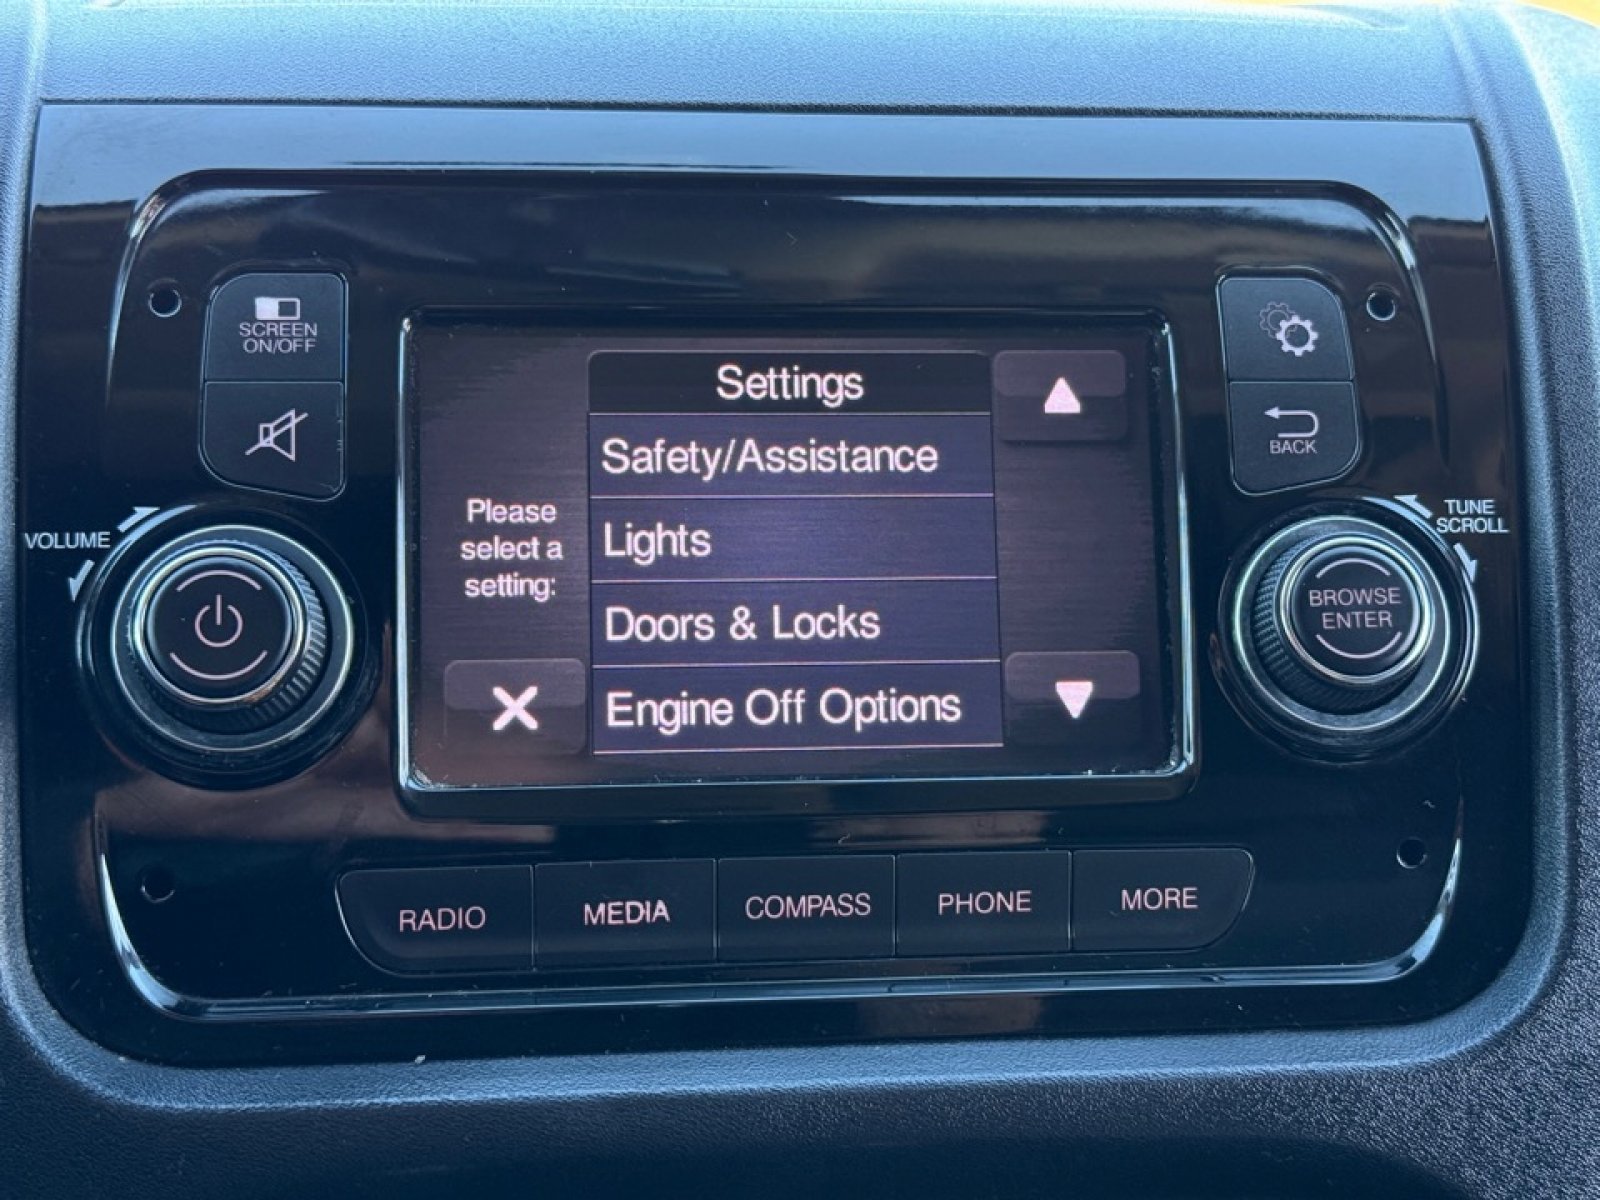 SCREEN
ON/OFF
VOLUME
Settings
Please
select a
setting:
Safety/Assistance
Lights
Doors & Locks
Engine Off Options
BACK
TUNE
SCROLL
BROWSE
ENTER
RADIO
MEDIA
COMPASS
PHONE
MORE